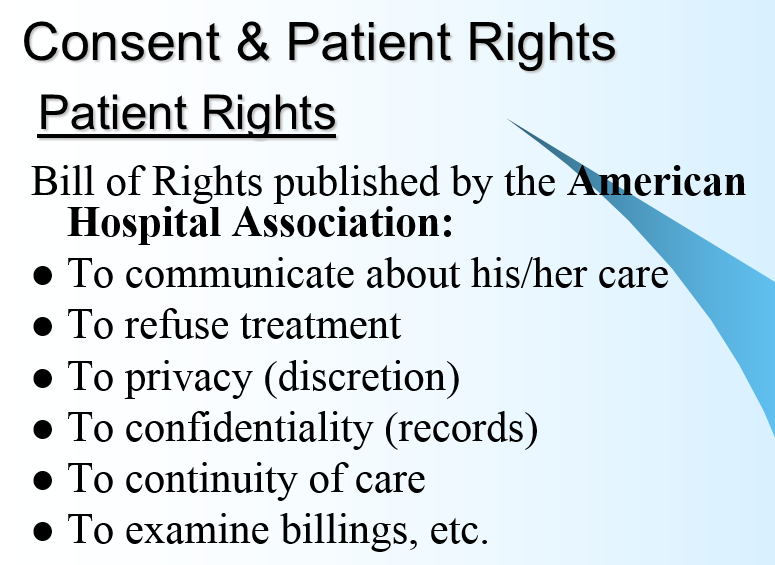 Consent & Patient Rights
Patient Rights
Bill of Rights published by the American
Hospital Association:
● To communicate about his/her care
● To refuse treatment
● To privacy (discretion)
● To confidentiality (records)
● To continuity of care
● To examine billings, etc.